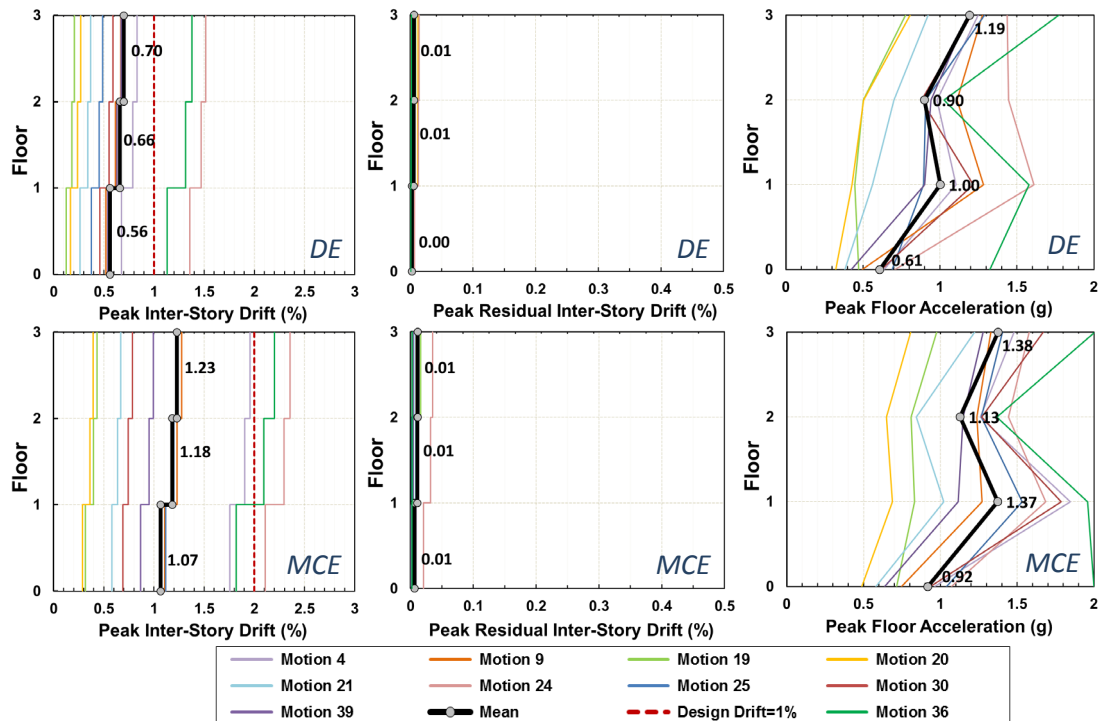 3
2
1
0
Floor
0.70
0.66
0.56
DE
0 0.5 1 1.5 2 2.5 3
Peak Inter-Story Drift (%)
3
2
1
0
Floor
0.01
0.01
0.00
DE
0 0.1 0.2 0.3 0.4 0.5
Peak Residual Inter-Story Drift (%)
3
2
1
0
Floor
1.19
0.90
1.00
0.61
DE
0 0.5 1 1.5 2
Peak Floor Acceleration (g)
3
2
1
0
Floor
1.23
1.18
1.07
MCE
0 0.5 1 1.5 2 2.5 3
Peak Inter-Story Drift (%)
3
2
1
0
Floor
0.01
0.01
0.01
MCE
0 0.1 0.2 0.3 0.4 0.5
Peak Residual Inter-Story Drift (%)
3
2
1
0
Floor
1.38
1.13
1.37
0.92
MCE
0 0.5 1 1.5 2
Peak Floor Acceleration (g)
Motion 4 Motion 9 Motion 19 Motion 20
Motion 21 Motion 24 Motion 25 Motion 30
Motion 39 Mean Design Drift=1% Motion 36